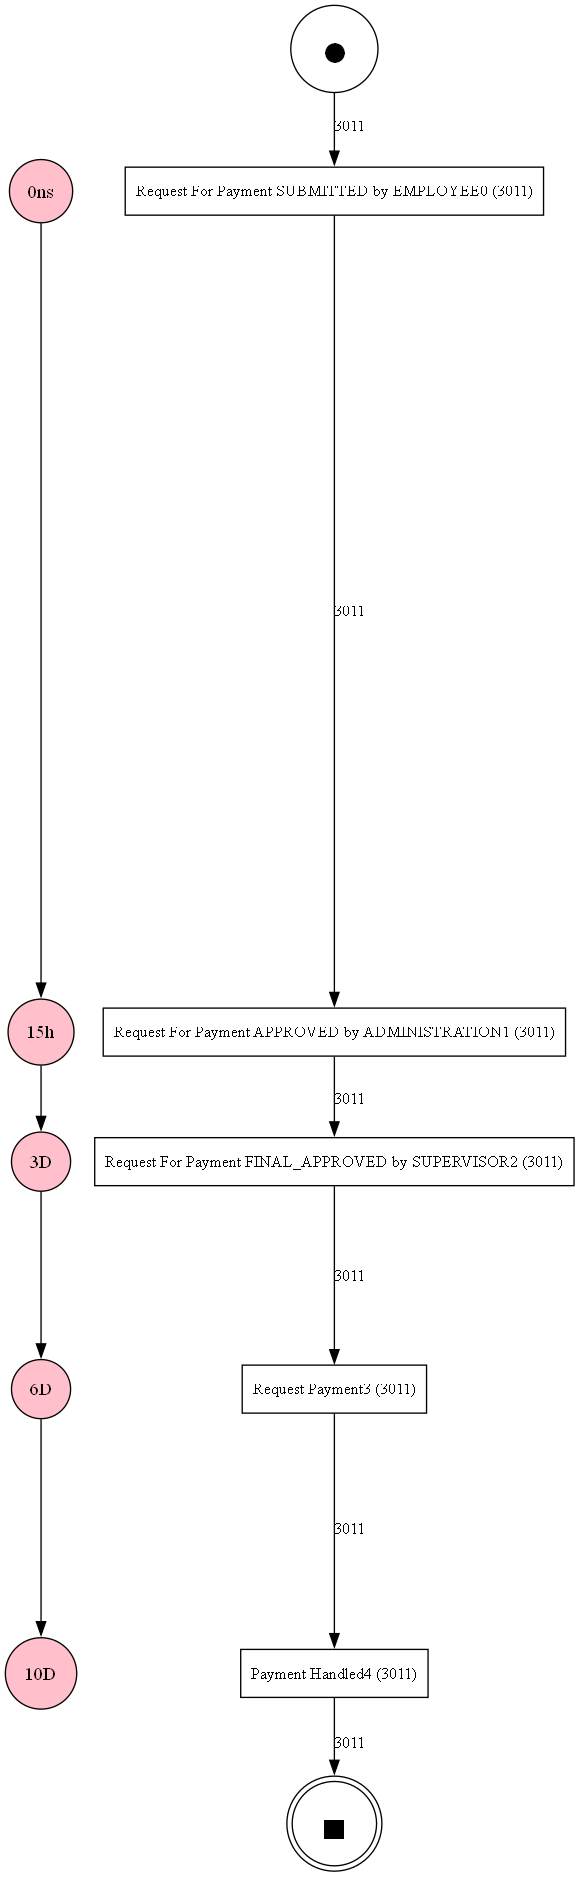 3011
0ns
Request For Payment SUBMITTED by EMPLOYEE0 (3011)
3011
15h
Request For Payment APPROVED by ADMINISTRATION1 (3011)
3011
3D
Request For Payment FINAL_APPROVED by SUPERVISOR2 (3011)
3011
6D
Request Payment3 (3011)
3011
10D
Payment Handled4 (3011)
3011